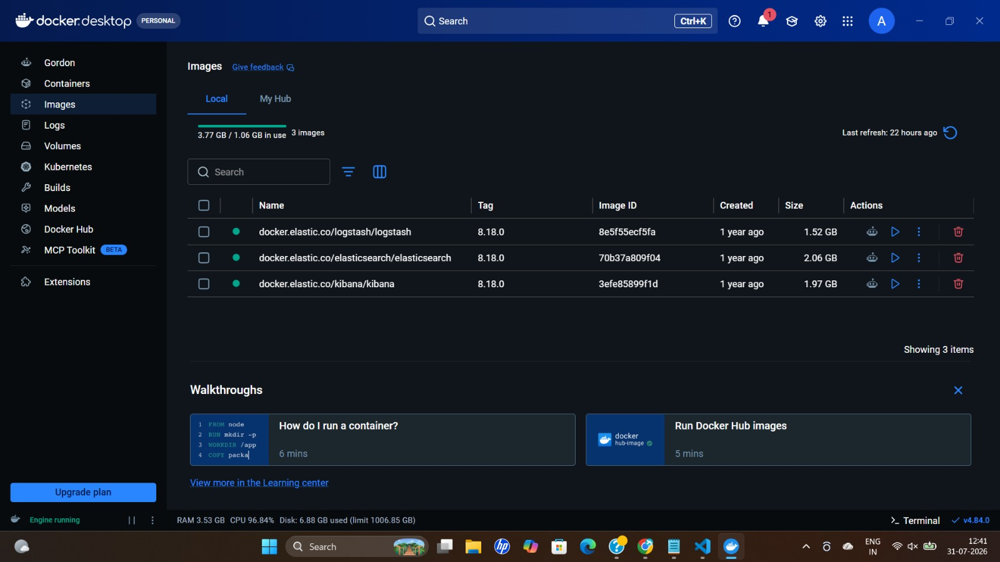 docker.desktop PERSONAL
Search Ctrl+K
1
A
Gordon
Containers
Images
Logs
Volumes
Kubernetes
Builds
Models
Docker Hub
MCP Toolkit BETA
Extensions
Upgrade plan
Engine running
Images Give feedback
Local My Hub
3.77 GB / 1.06 GB in use 3 images
Last refresh: 22 hours ago
Search
Name Tag Image ID Created Size Actions
docker.elastic.co/logstash/logstash 8.18.0 8e5f55ecf5fa 1 year ago 1.52 GB
docker.elastic.co/elasticsearch/elasticsearch 8.18.0 70b37a809f04 1 year ago 2.06 GB
docker.elastic.co/kibana/kibana 8.18.0 3efe85899f1d 1 year ago 1.97 GB
Showing 3 items
Walkthroughs
1 FROM node
2 RUN mkdir -p
3 WORKDIR /app
4 COPY packa
How do I run a container?
6 mins
docker
hub-image
Run Docker Hub images
5 mins
View more in the Learning center
RAM 3.53 GB CPU 96.84% Disk: 6.88 GB used (limit 1006.85 GB)
Terminal v4.84.0
Search
hp
ENG
IN
12:41
31-07-2026